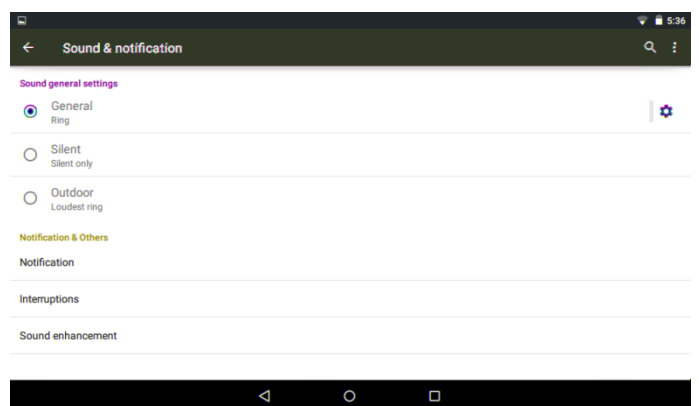 5:36
Sound & notification
Sound general settings
General
Ring
Silent
Silent only
Outdoor
Loudest ring
Notification & Others
Notification
Interruptions
Sound enhancement